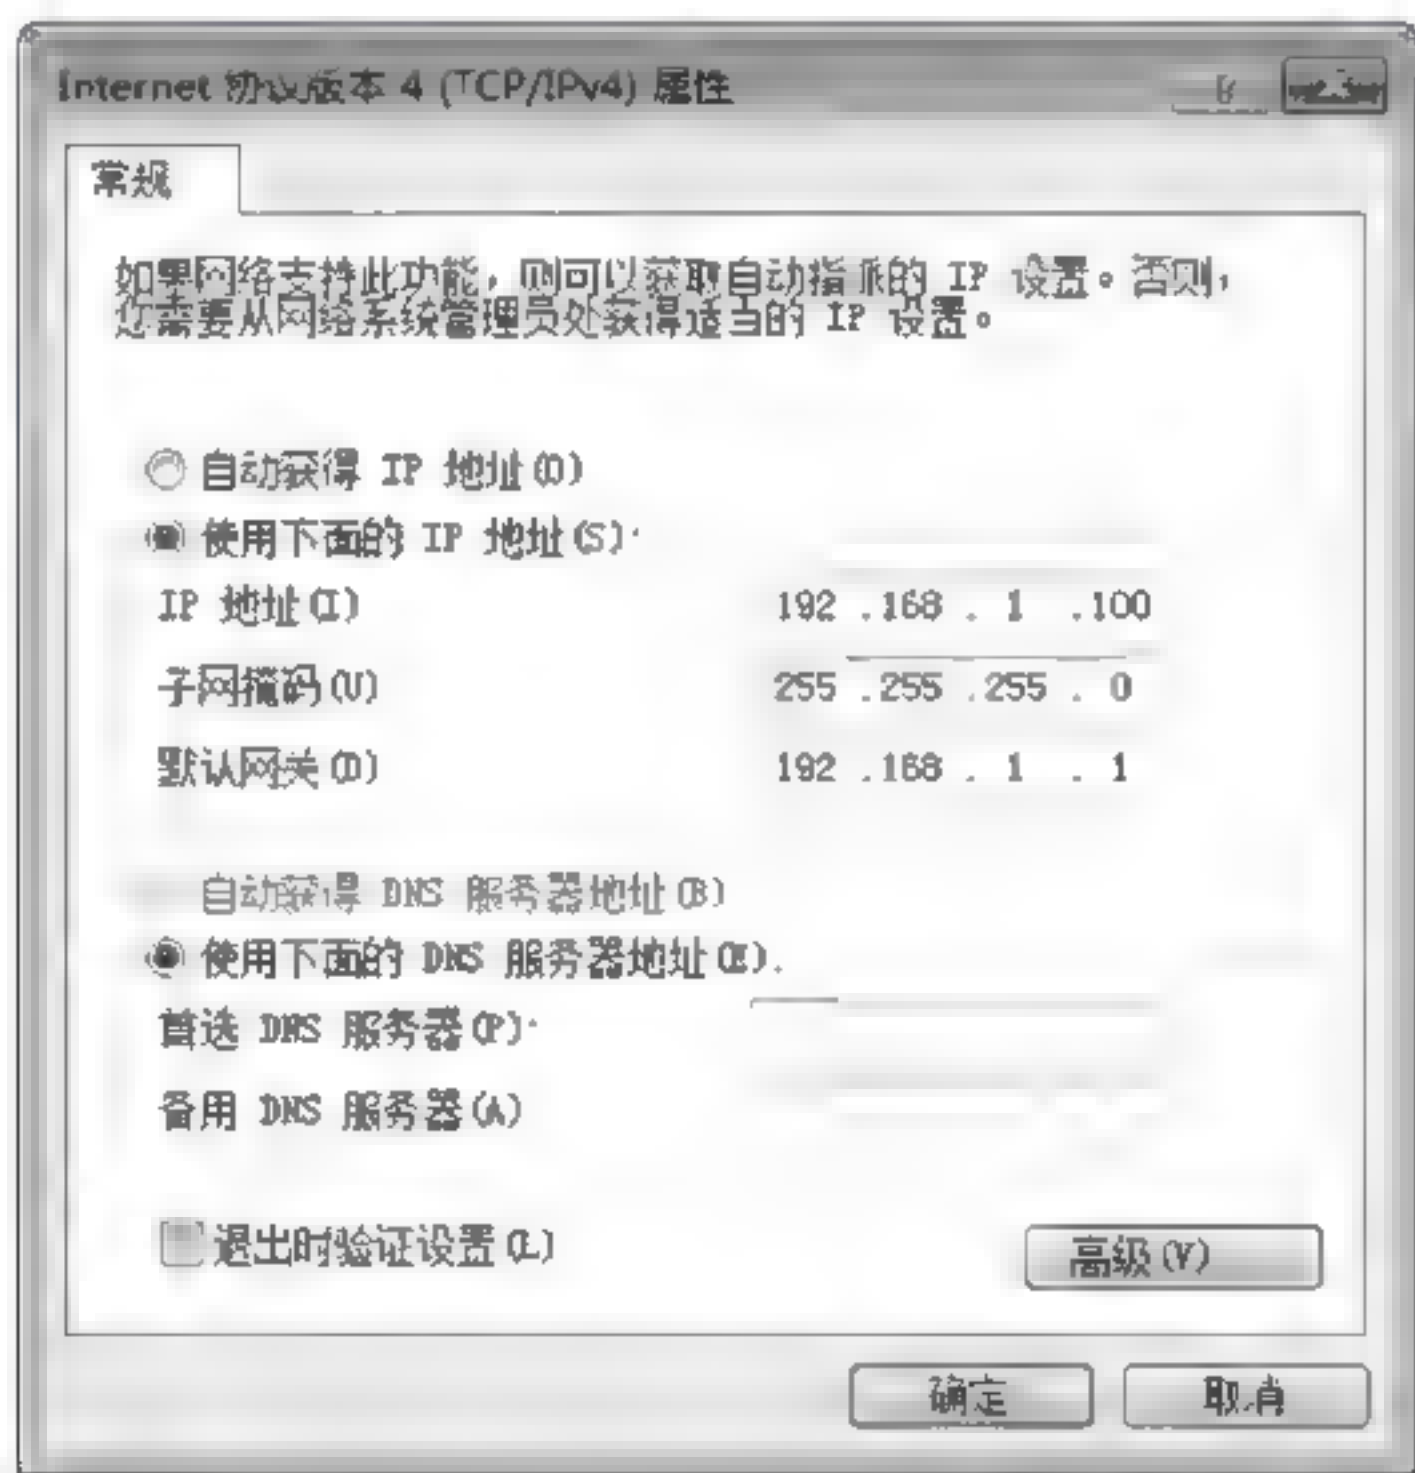 Internet 协议版本 4 (TCP/IPv4) 属性
常规
如果网络支持此功能，则可以获取自动指派的 IP 设置。否则，
您需要从网络系统管理员处获得适当的 IP 设置。
自动获得 IP 地址(O)
使用下面的 IP 地址(S):
IP 地址(I)
192 .168 . 1 .100
子网掩码(U)
255 .255 .255 . 0
默认网关(D)
192 .168 . 1 . 1
自动获得 DNS 服务器地址(B)
使用下面的 DNS 服务器地址(E).
首选 DNS 服务器(P):
备用 DNS 服务器(A)
退出时验证设置(L)
高级(V)
确定
取消